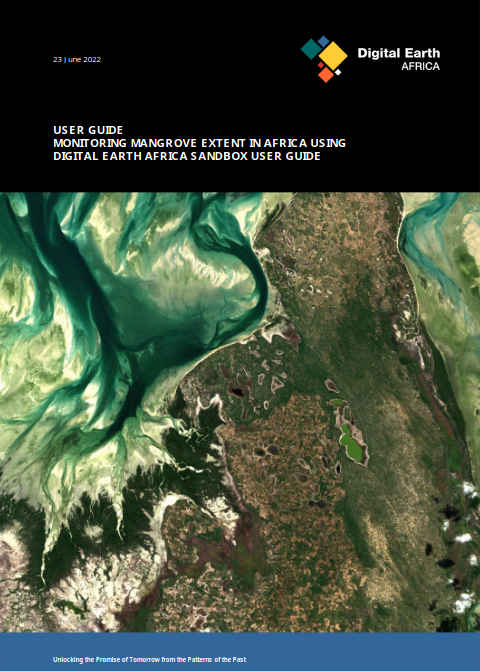 Digital Earth
AFRICA
23 June 2022
USER GUIDE
MONITORING MANGROVE EXTENT IN AFRICA USING
DIGITAL EARTH AFRICA SANDBOX USER GUIDE
Unlocking the Promise of Tomorrow from the Patterns of the Past